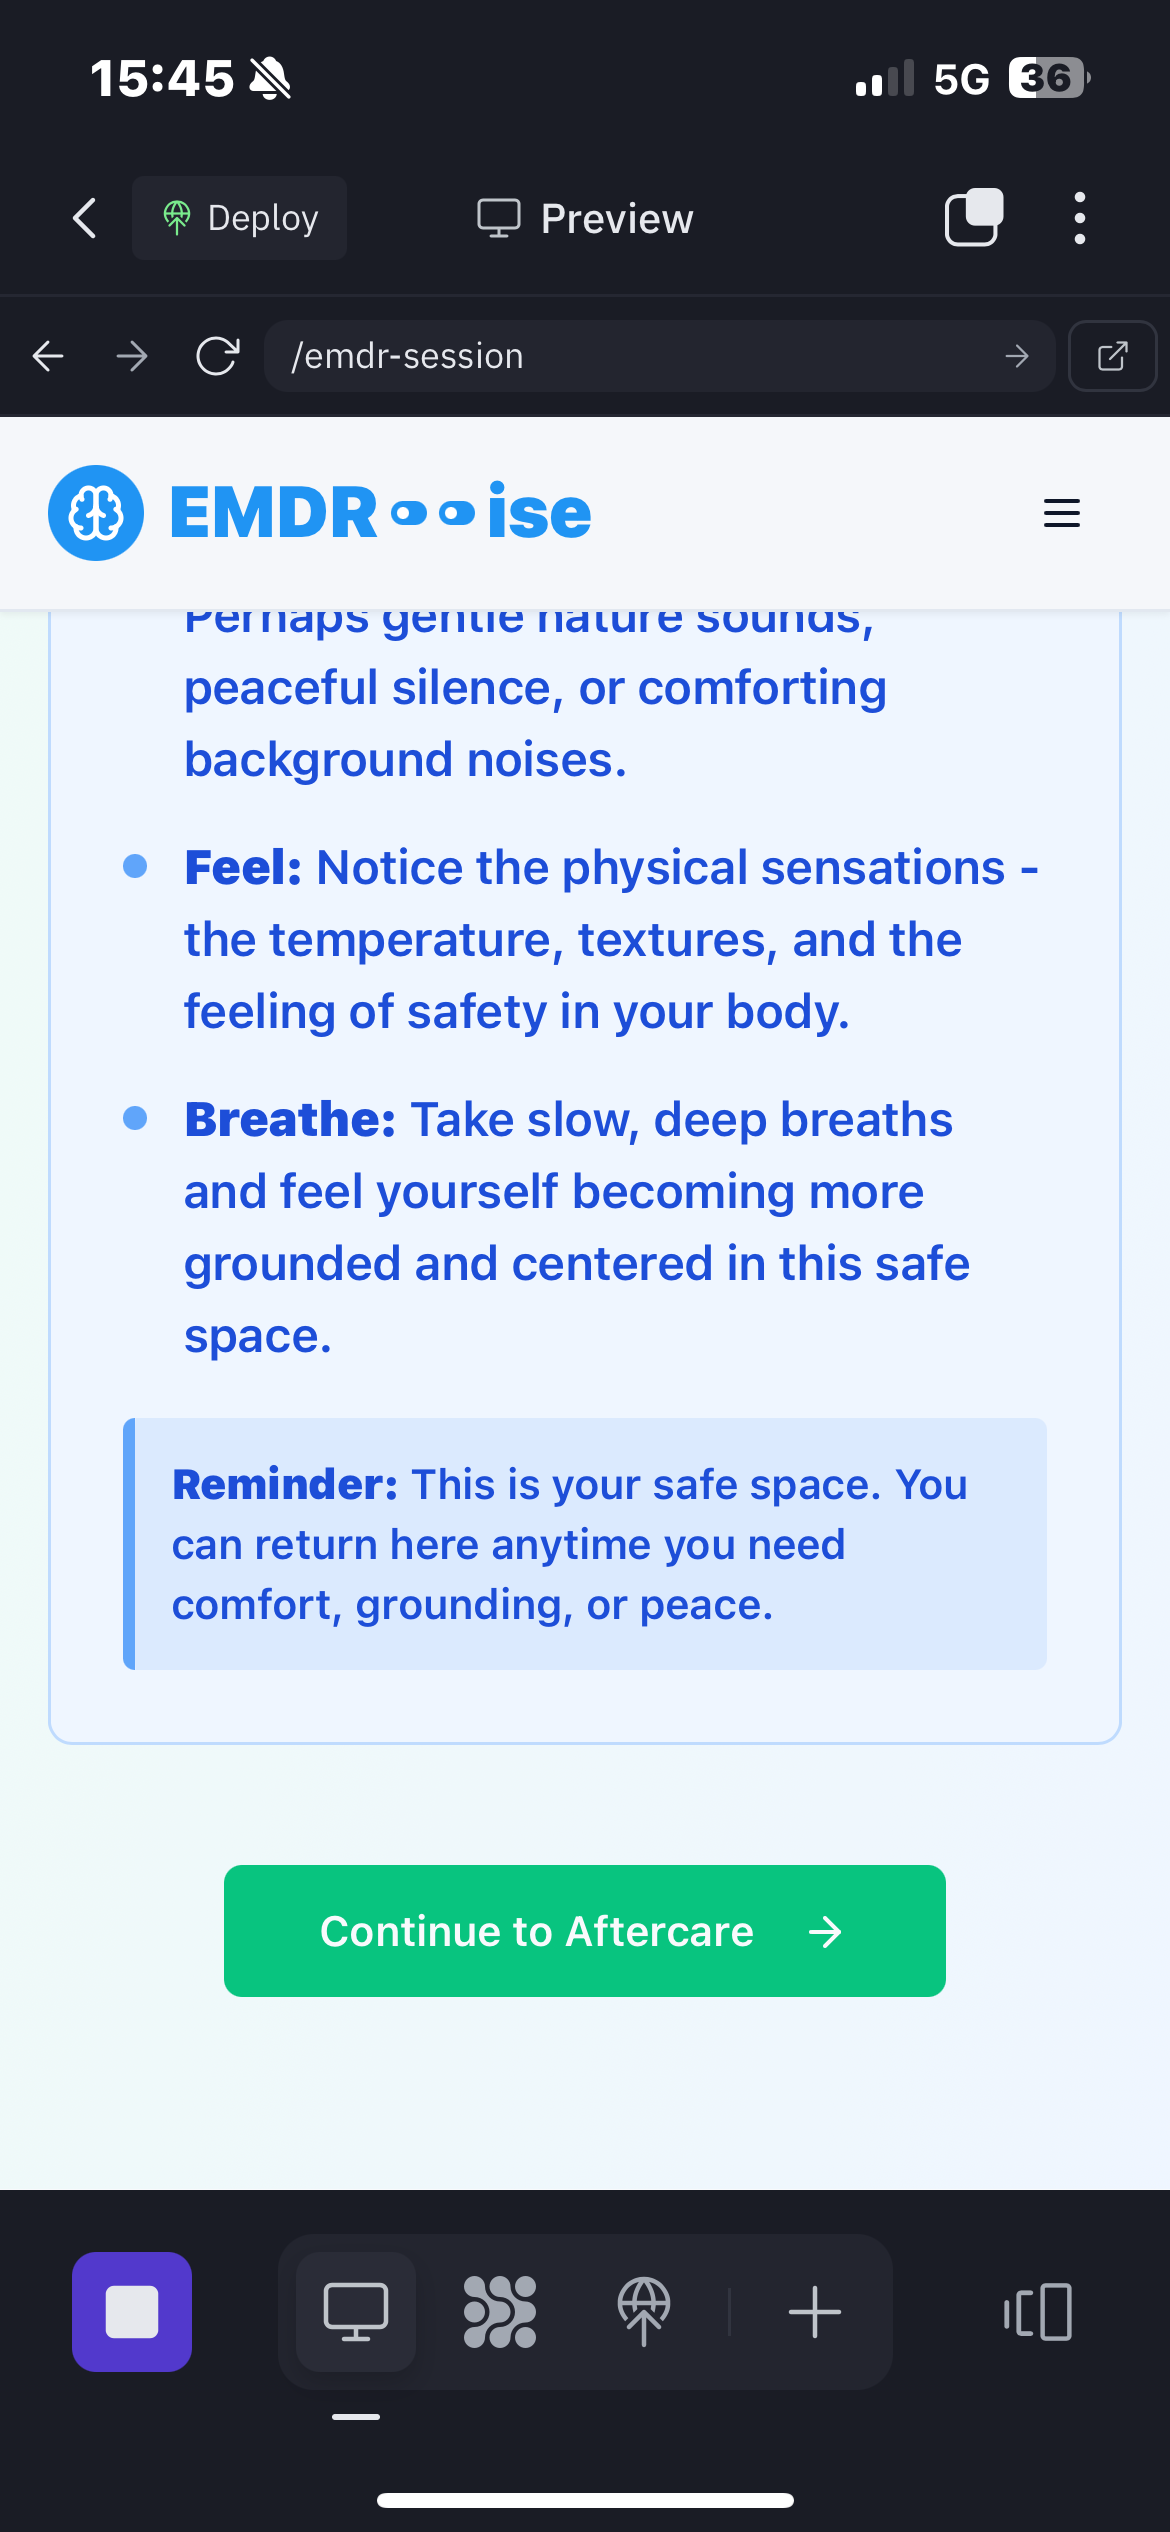 15:45
5G
36
Deploy
Preview
/emdr-session
EMDR ise
Perhaps gentle nature sounds,
peaceful silence, or comforting
background noises.
Feel: Notice the physical sensations -
the temperature, textures, and the
feeling of safety in your body.
Breathe: Take slow, deep breaths
and feel yourself becoming more
grounded and centered in this safe
space.
Reminder: This is your safe space. You
can return here anytime you need
comfort, grounding, or peace.
Continue to Aftercare